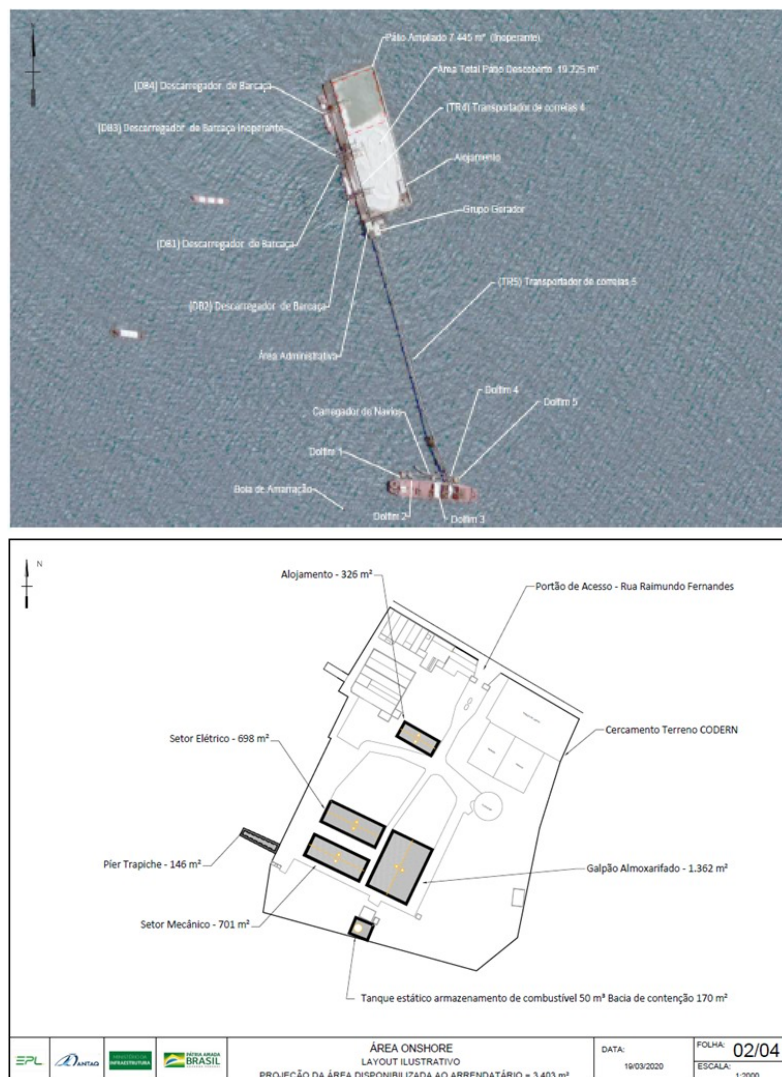 Pátio Ampliado 7.445 m² (Inoperante)
Área Total Pátio Descoberto 19.225 m²
(DB4) Descarregador de Barcaça
(TR4) Transportador de correias 4
(DB3) Descarregador de Barcaça Inoperante
Alojamento
Grupo Gerador
(DB1) Descarregador de Barcaça
(TR5) Transportador de correias 5
(DB2) Descarregador de Barcaça
Área Administrativa
Dolfim 4
Dolfim 5
Carregador de Navios
Dolfim 1
Boia de Amarração
Dolfim 2
Dolfim 3
N
Alojamento - 326 m²
Portão de Acesso - Rua Raimundo Fernandes
Cercamento Terreno CODERN
Setor Elétrico - 698 m²
Píer Trapiche - 146 m²
Galpão Almoxarifado - 1.362 m²
Setor Mecânico - 701 m²
Tanque estático armazenamento de combustível 50 m³ Bacia de contenção 170 m²
EPL
ANTAQ
MINISTÉRIO DA
INFRAESTRUTURA
PÁTRIA AMADA
BRASIL
ÁREA ONSHORE
LAYOUT ILUSTRATIVO
PROJEÇÃO DA ÁREA DISPONIBILIZADA AO ARRENDATÁRIO = 3.403 m²
DATA:
19/03/2020
FOLHA: 02/04
ESCALA:
1:2000